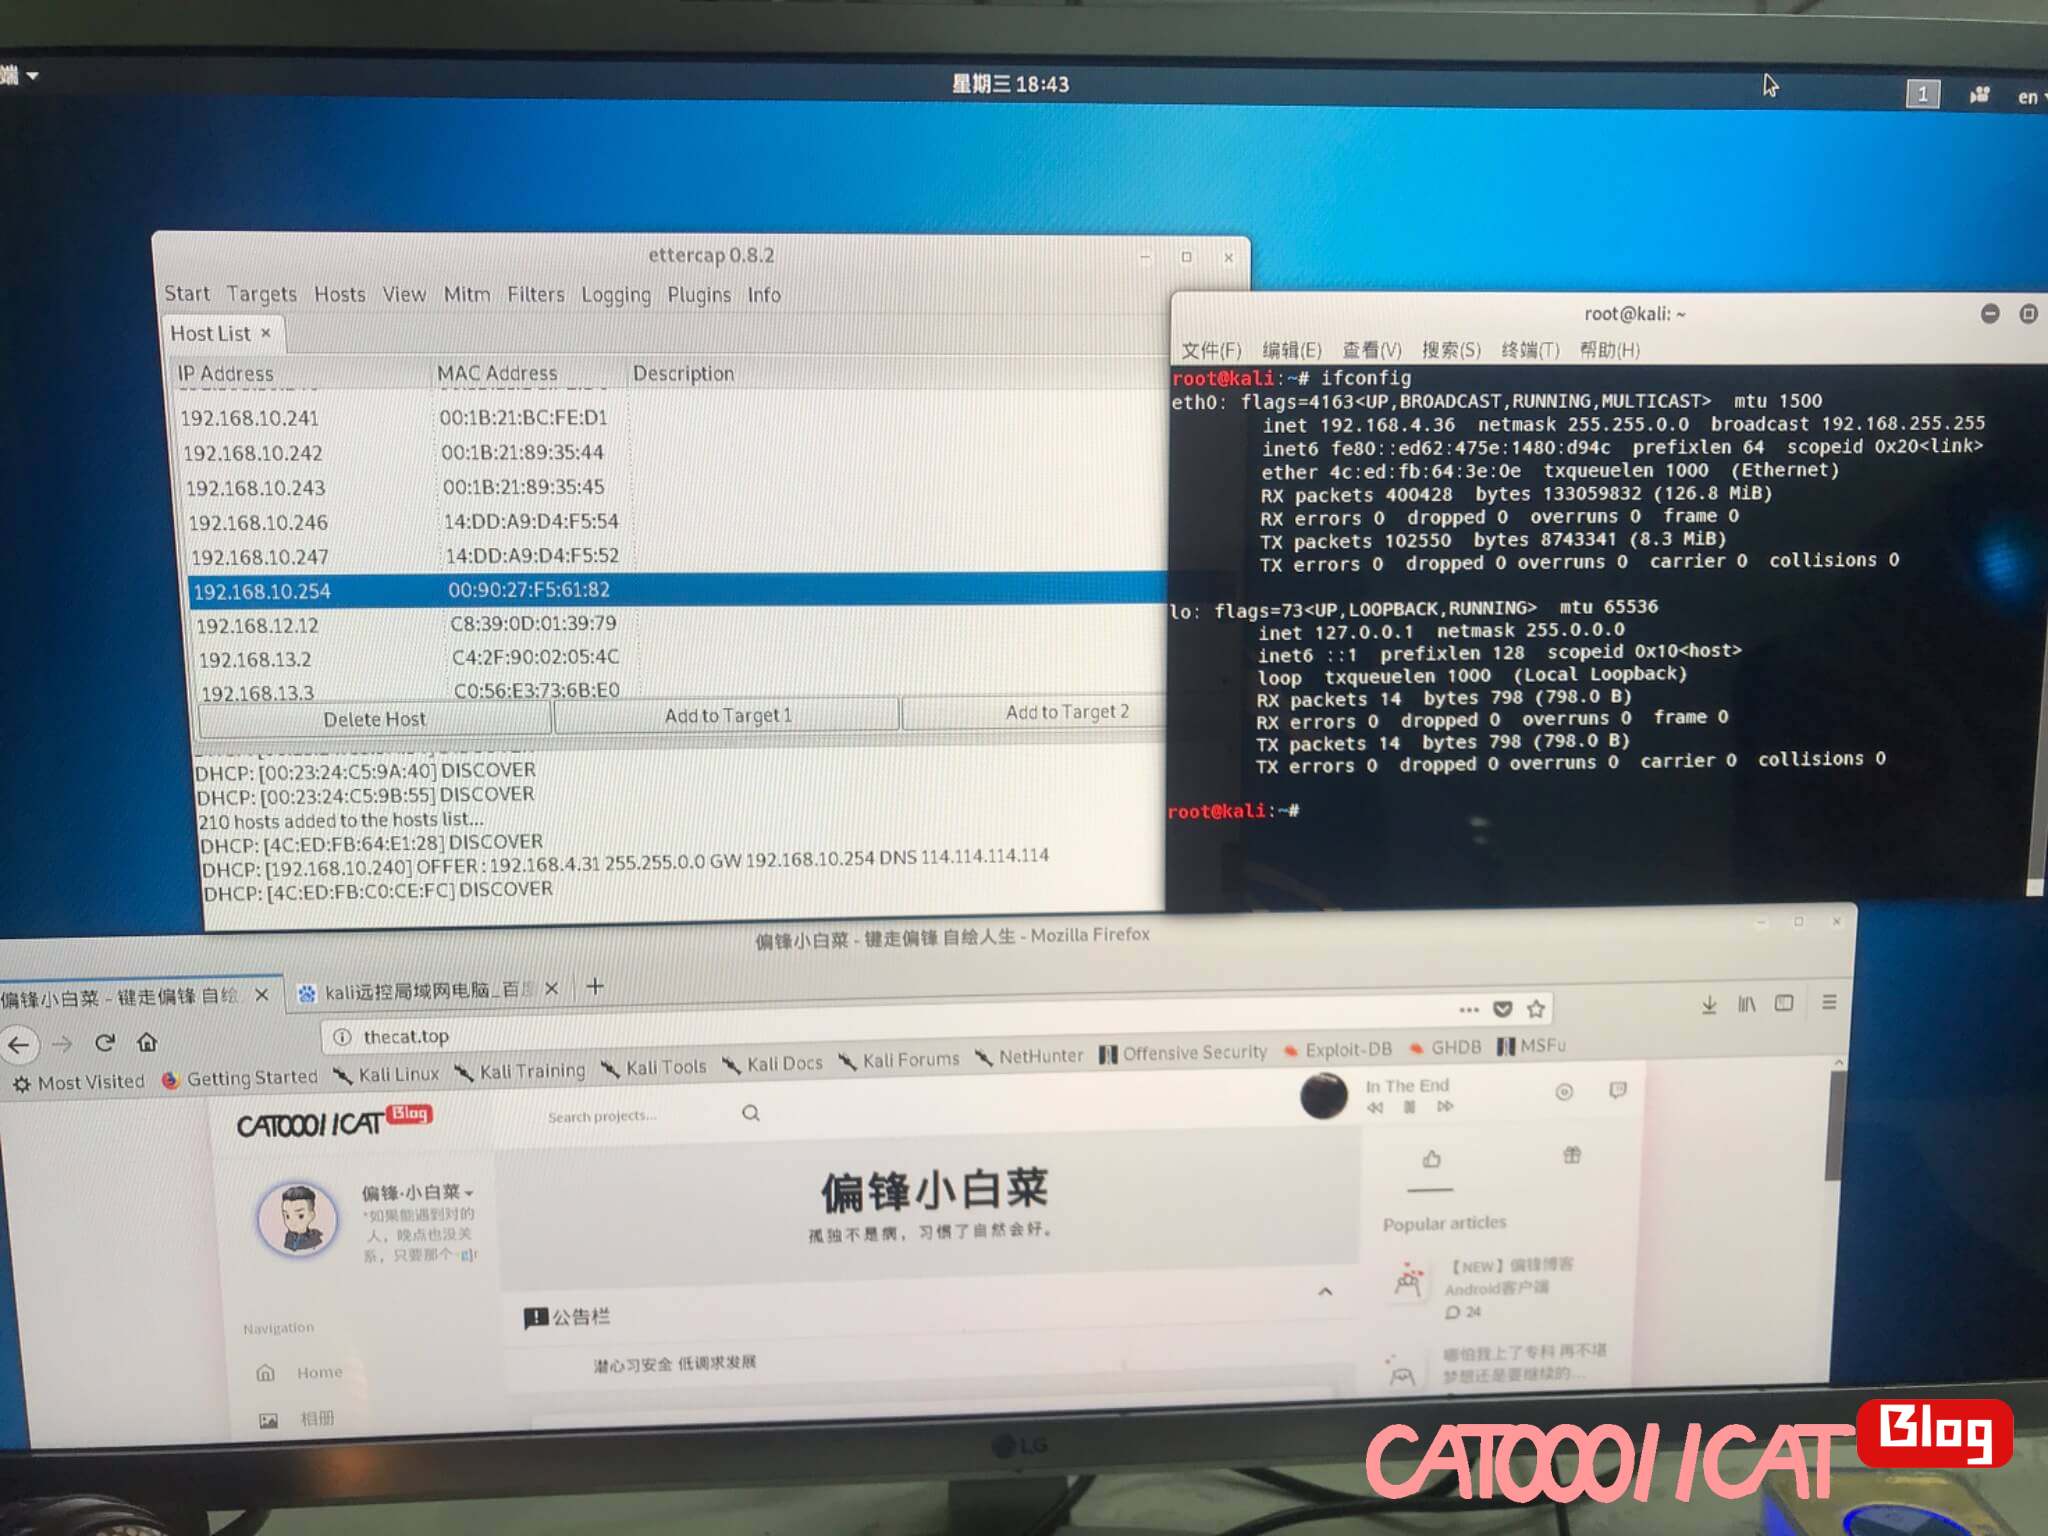 端
星期三 18:43
1
en
ettercap 0.8.2
Start Targets Hosts View Mitm Filters Logging Plugins Info
Host List ×
IP Address MAC Address Description
192.168.10.241 00:1B:21:BC:FE:D1
192.168.10.242 00:1B:21:89:35:44
192.168.10.243 00:1B:21:89:35:45
192.168.10.246 14:DD:A9:D4:F5:54
192.168.10.247 14:DD:A9:D4:F5:52
192.168.10.254 00:90:27:F5:61:82
192.168.12.12 C8:39:0D:01:39:79
192.168.13.2 C4:2F:90:02:05:4C
192.168.13.3 C0:56:E3:73:6B:E0
Delete Host Add to Target 1 Add to Target 2
DHCP: [00:23:24:C5:9A:40] DISCOVER
DHCP: [00:23:24:C5:9B:55] DISCOVER
210 hosts added to the hosts list...
DHCP: [4C:ED:FB:64:E1:28] DISCOVER
DHCP: [192.168.10.240] OFFER : 192.168.4.31 255.255.0.0 GW 192.168.10.254 DNS 114.114.114.114
DHCP: [4C:ED:FB:C0:CE:FC] DISCOVER
root@kali: ~
文件(F) 编辑(E) 查看(V) 搜索(S) 终端(T) 帮助(H)
root@kali:~# ifconfig
eth0: flags=4163<UP,BROADCAST,RUNNING,MULTICAST> mtu 1500
inet 192.168.4.36 netmask 255.255.0.0 broadcast 192.168.255.255
inet6 fe80::ed62:475e:1480:d94c prefixlen 64 scopeid 0x20<link>
ether 4c:ed:fb:64:3e:0e txqueuelen 1000 (Ethernet)
RX packets 400428 bytes 133059832 (126.8 MiB)
RX errors 0 dropped 0 overruns 0 frame 0
TX packets 102550 bytes 8743341 (8.3 MiB)
TX errors 0 dropped 0 overruns 0 carrier 0 collisions 0
lo: flags=73<UP,LOOPBACK,RUNNING> mtu 65536
inet 127.0.0.1 netmask 255.0.0.0
inet6 ::1 prefixlen 128 scopeid 0x10<host>
loop txqueuelen 1000 (Local Loopback)
RX packets 14 bytes 798 (798.0 B)
RX errors 0 dropped 0 overruns 0 frame 0
TX packets 14 bytes 798 (798.0 B)
TX errors 0 dropped 0 overruns 0 carrier 0 collisions 0
root@kali:~#
偏锋小白菜 - 键走偏锋 自绘人生 - Mozilla Firefox
偏锋小白菜 - 键走偏锋 自绘 × kali远控局域网电脑_百度 × +
thecat.top
Most Visited Getting Started Kali Linux Kali Training Kali Tools Kali Docs Kali Forums NetHunter Offensive Security Exploit-DB GHDB MSFu
CAT00011CAT Blog
Search projects...
In The End
偏锋·小白菜
"如果能遇到对的
人，晚点也没关
系，只要那个
偏锋小白菜
孤独不是病，习惯了自然会好。
Popular articles
【NEW】偏锋博客
Android客户端
24
哪怕我上了专科 再不堪
梦想还是要继续的...
公告栏
潜心习安全 低调求发展
Navigation
Home
相册
LG
CAT00011CAT Blog